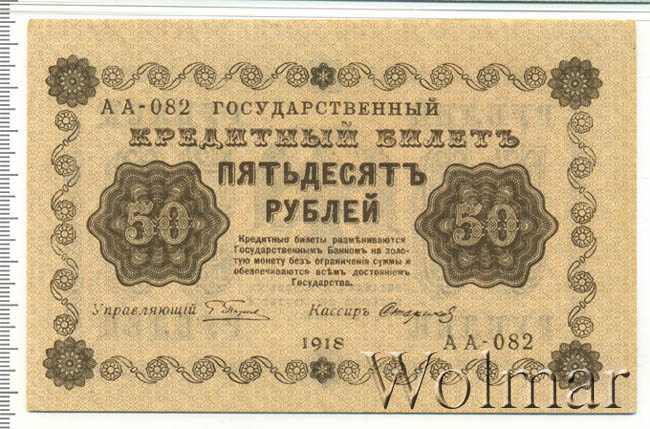 АА-082 ГОСУДАРСТВЕННЫЙ
КРЕДИТНЫЙ БИЛЕТЪ
ПЯТЬДЕСЯТЪ
РУБЛЕЙ
50
50
Кредитные билеты размѣниваются
Государственнымъ Банкомъ на золо-
тую монету безъ ограниченія суммы и
обезпечиваются всѣмъ достояніемъ
Государства.
Управляющій
Кассиръ
1918
АА-082
Wolmar